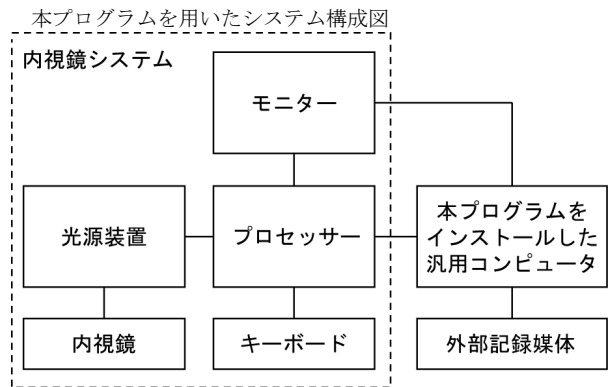 本プログラムを用いたシステム構成図
内視鏡システム
モニター
光源装置
プロセッサー
本プログラムを
インストールした
汎用コンピュータ
内視鏡
キーボード
外部記録媒体